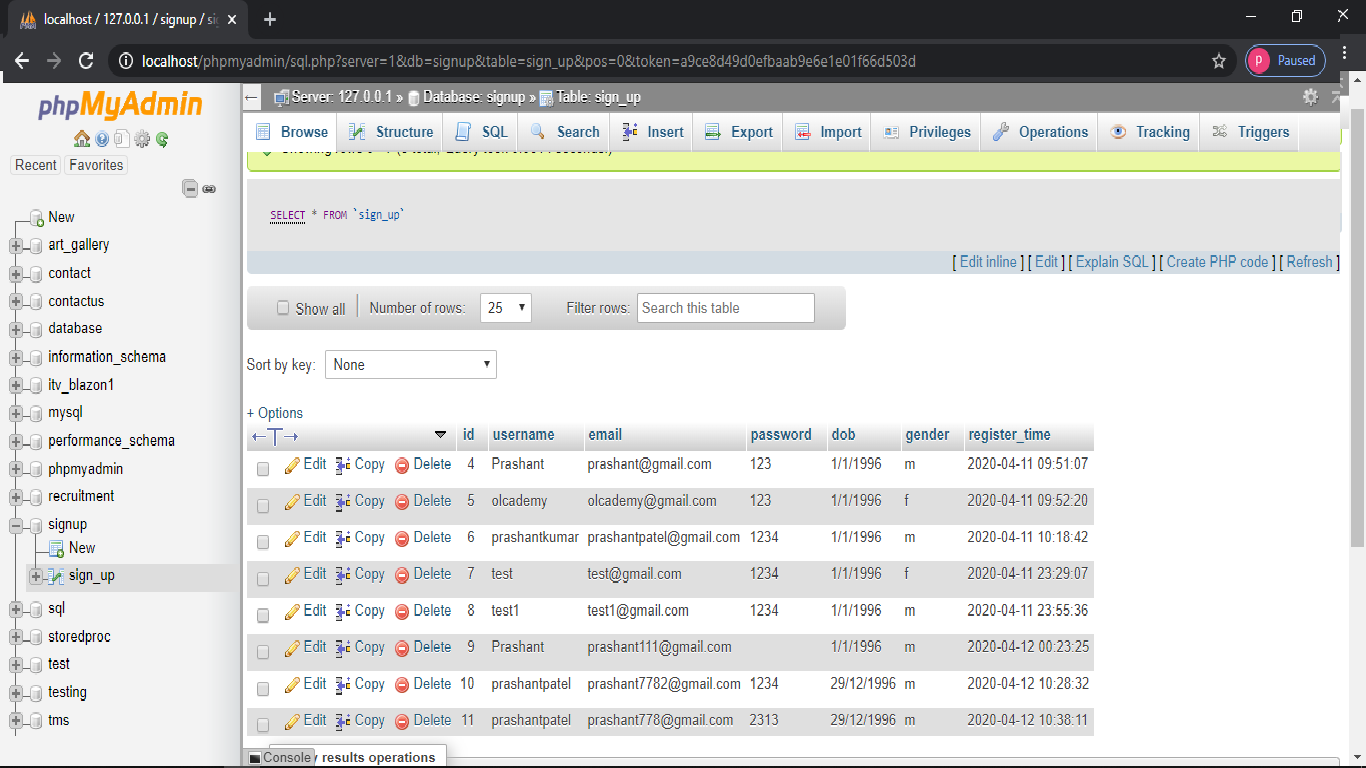 localhost / 127.0.0.1 / signup / si
localhost/phpmyadmin/sql.php?server=1&db=signup&table=sign_up&pos=0&token=a9ce8d49d0efbaab9e6e1e01f66d503d
P Paused
phpMyAdmin
Recent Favorites
New
art_gallery
contact
contactus
database
information_schema
itv_blazon1
mysql
performance_schema
phpmyadmin
recruitment
signup
New
sign_up
sql
storedproc
test
testing
tms
Server: 127.0.0.1 » Database: signup » Table: sign_up
Browse Structure SQL Search Insert Export Import Privileges Operations Tracking Triggers
SELECT * FROM `sign_up`
[ Edit inline ] [ Edit ] [ Explain SQL ] [ Create PHP code ] [ Refresh ]
Show all Number of rows: 25 Filter rows: Search this table
Sort by key: None
+ Options
id username email password dob gender register_time
Edit Copy Delete 4 Prashant prashant@gmail.com 123 1/1/1996 m 2020-04-11 09:51:07
Edit Copy Delete 5 olcademy olcademy@gmail.com 123 1/1/1996 f 2020-04-11 09:52:20
Edit Copy Delete 6 prashantkumar prashantpatel@gmail.com 1234 1/1/1996 m 2020-04-11 10:18:42
Edit Copy Delete 7 test test@gmail.com 1234 1/1/1996 f 2020-04-11 23:29:07
Edit Copy Delete 8 test1 test1@gmail.com 1234 1/1/1996 m 2020-04-11 23:55:36
Edit Copy Delete 9 Prashant prashant111@gmail.com 1/1/1996 m 2020-04-12 00:23:25
Edit Copy Delete 10 prashantpatel prashant7782@gmail.com 1234 29/12/1996 m 2020-04-12 10:28:32
Edit Copy Delete 11 prashantpatel prashant778@gmail.com 2313 29/12/1996 m 2020-04-12 10:38:11
Console y results operations